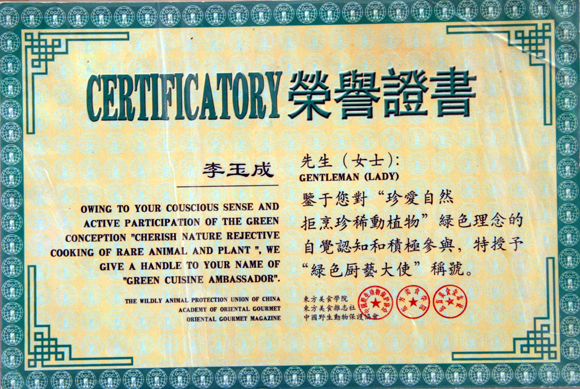 CERTIFICATORY 榮譽證書
李玉成
先生（女士）：
GENTLEMAN (LADY)
OWING TO YOUR COUSCIOUS SENSE AND
ACTIVE PARTICIPATION OF THE GREEN
CONCEPTION "CHERISH NATURE REJECTIVE
COOKING OF RARE ANIMAL AND PLANT ", WE
GIVE A HANDLE TO YOUR NAME OF
"GREEN CUISINE AMBASSADOR".
THE WILDLY ANIMAL PROTECTION UNION OF CHINA
ACADEMY OF ORIENTAL GOURMET
ORIENTAL GOURMET MAGAZINE
鉴于您對“珍愛自然
拒烹珍稀動植物”緑色理念的
自覺認知和積極參與，特授予
“緑色厨藝大使”稱號。
東方美食學院
東方美食雜志社
中國野生動物保護協會